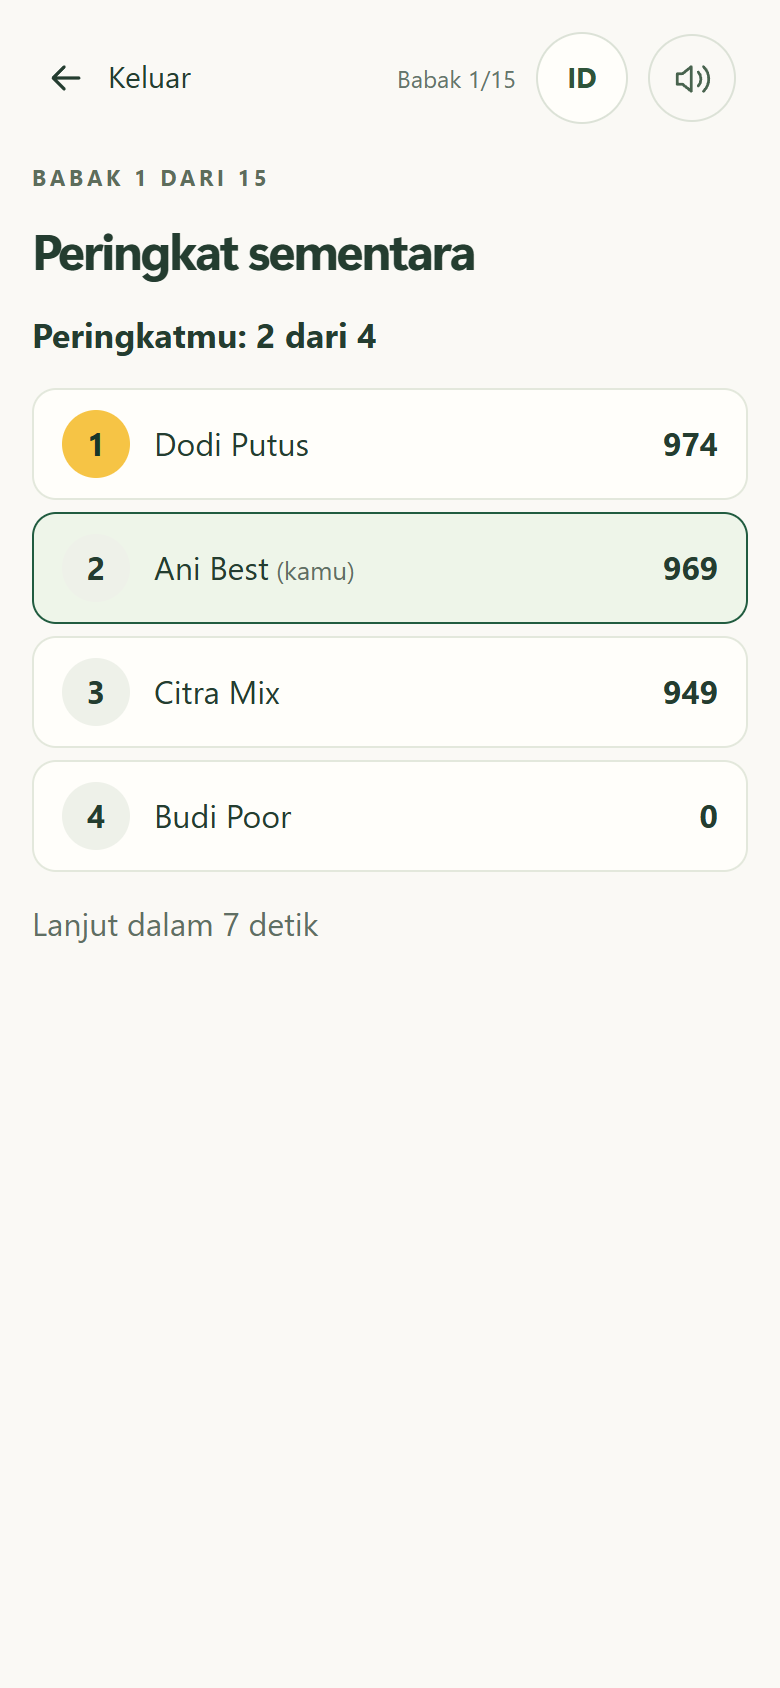 Keluar Babak 1/15 ID
BABAK 1 DARI 15
Peringkat sementara
Peringkatmu: 2 dari 4
1 Dodi Putus 974
2 Ani Best (kamu) 969
3 Citra Mix 949
4 Budi Poor 0
Lanjut dalam 7 detik